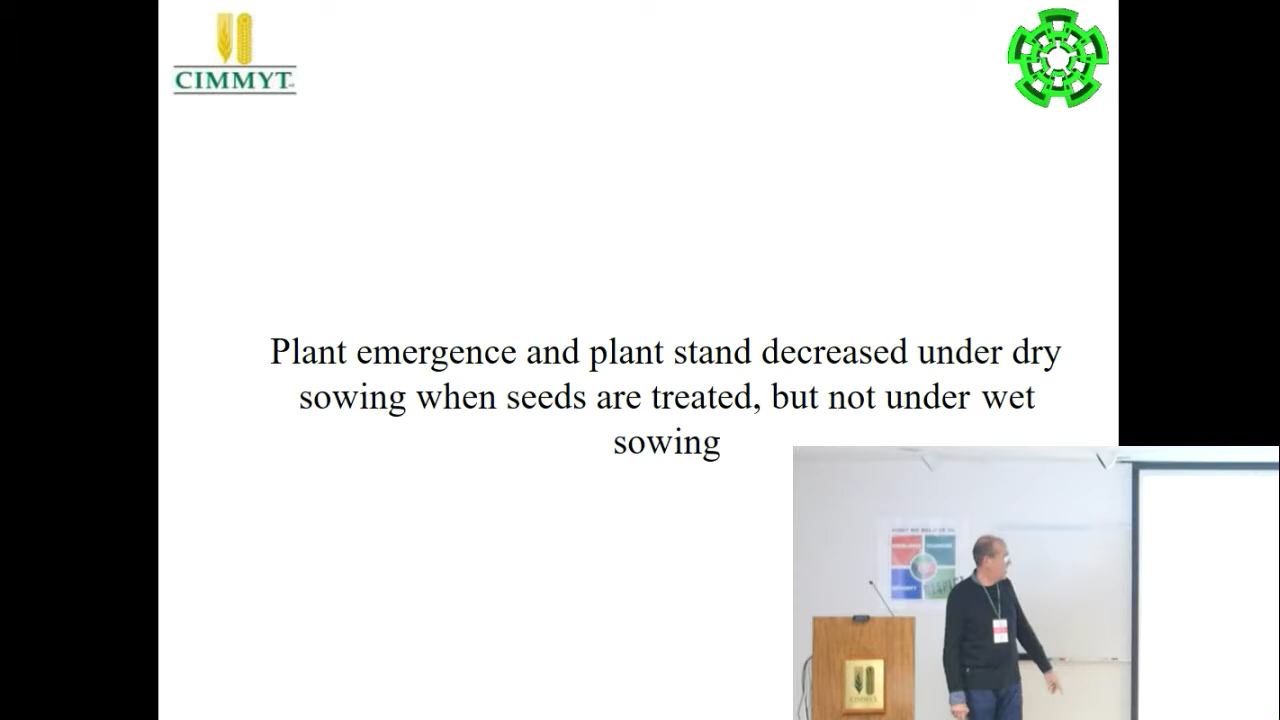 CIMMYT
Plant emergence and plant stand decreased under dry
sowing when seeds are treated, but not under wet
sowing
CIMMYT